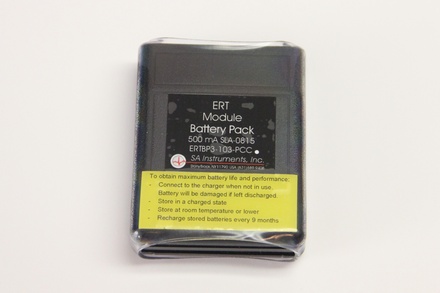 ERT
Module
Battery Pack
500 mA SLA-0815
ERTBP3-103-PCC
SA Instruments, Inc.
To obtain maximum battery life and performance:
- Connect to the charger when not in use.
Battery will be damaged if left discharged
- Store in a charged state
- Store at room temperature or lower
- Recharge stored batteries every 9 months